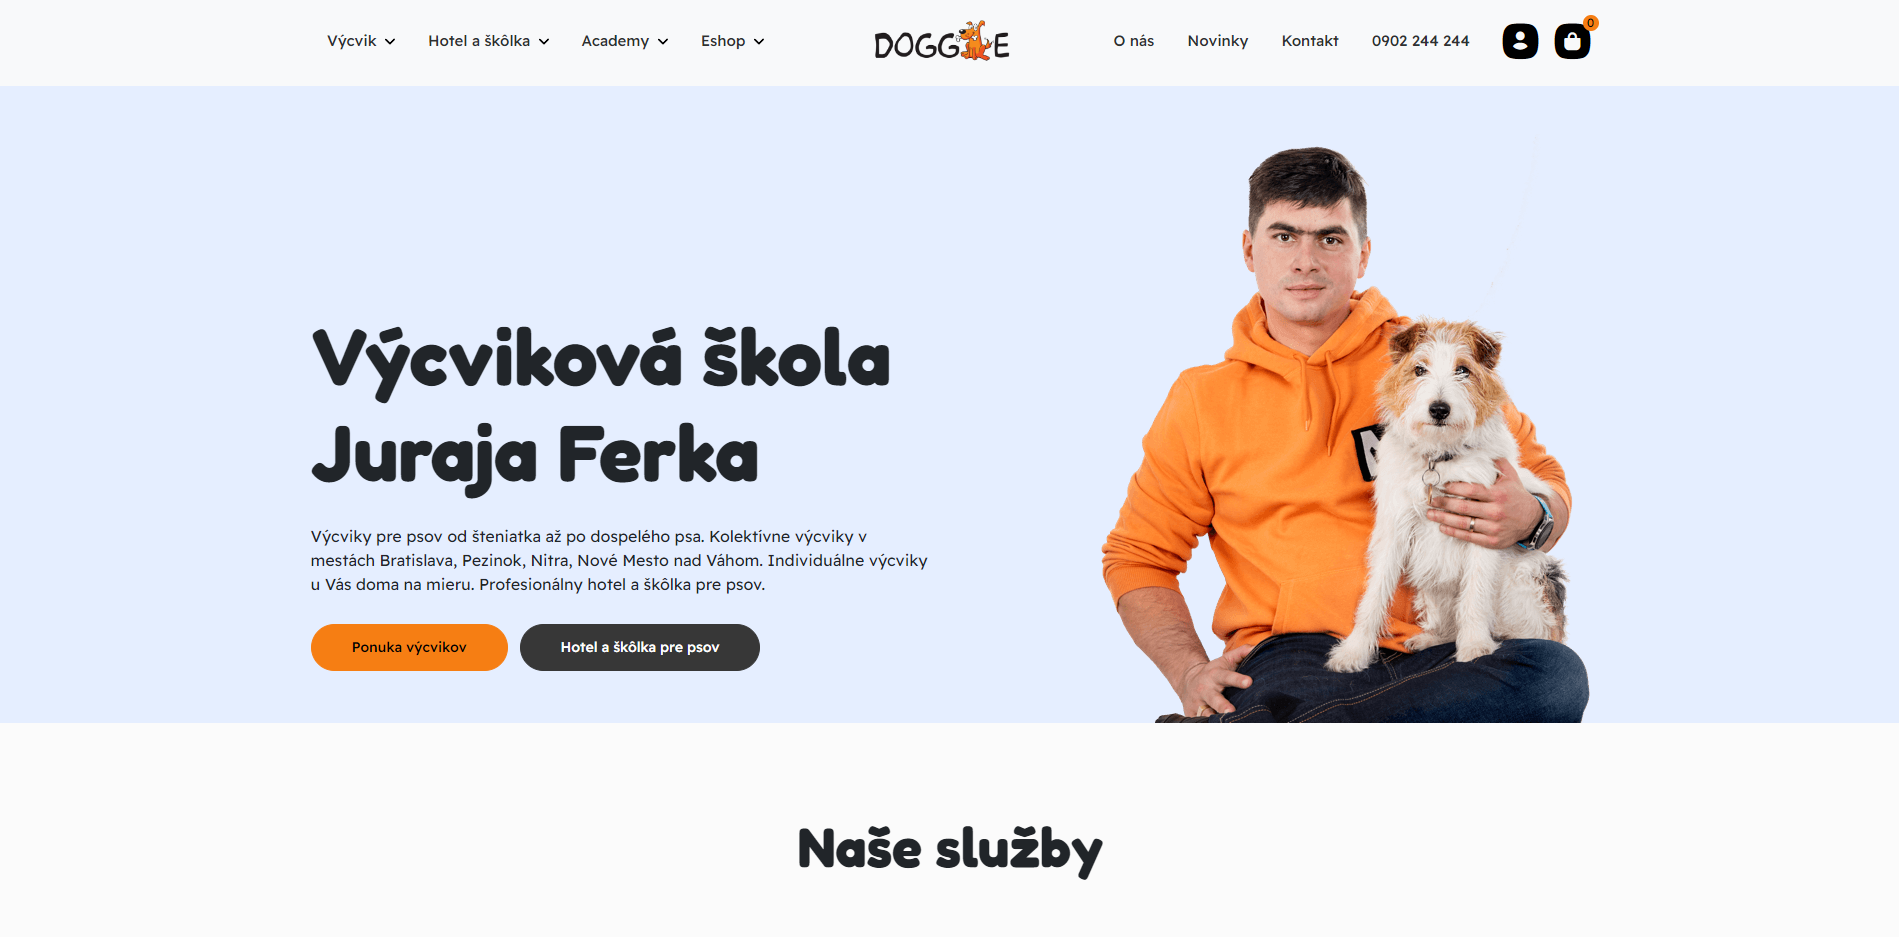 Výcvik
Hotel a škôlka
Academy
Eshop
DOGGIE
O nás
Novinky
Kontakt
0902 244 244
0
Výcviková škola
Juraja Ferka
Výcviky pre psov od šteniatka až po dospelého psa. Kolektívne výcviky v
mestách Bratislava, Pezinok, Nitra, Nové Mesto nad Váhom. Individuálne výcviky
u Vás doma na mieru. Profesionálny hotel a škôlka pre psov.
Ponuka výcvikov
Hotel a škôlka pre psov
Naše služby